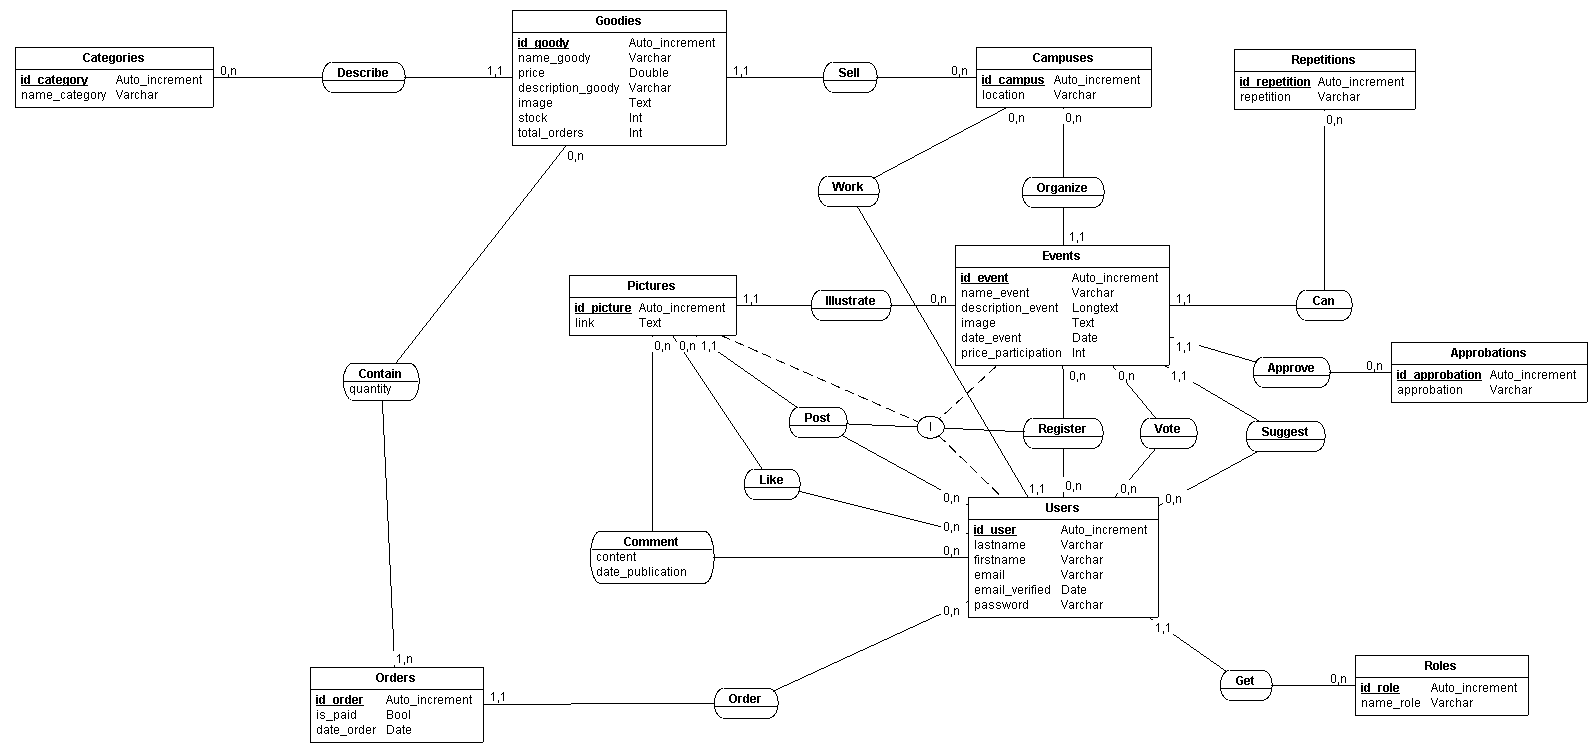 Goodies
id_goody Auto_increment
name_goody Varchar
price Double
description_goody Varchar
image Text
stock Int
total_orders Int
Categories
id_category Auto_increment
name_category Varchar
0,n
Describe
1,1
1,1
Sell
0,n
Campuses
id_campus Auto_increment
location Varchar
Repetitions
id_repetition Auto_increment
repetition Varchar
0,n
0,n
0,n
0,n
Work
Organize
1,1
Events
id_event Auto_increment
name_event Varchar
description_event Longtext
image Text
date_event Date
price_participation Int
Pictures
id_picture Auto_increment
link Text
1,1
Illustrate
0,n
1,1
Can
0,n
0,n
1,1
1,1
Approve
0,n
Approbations
id_approbation Auto_increment
approbation Varchar
Contain
quantity
0,n
0,n
1,1
Post
I
Register
Vote
Suggest
Like
0,n
1,1
0,n
0,n
0,n
Users
id_user Auto_increment
lastname Varchar
firstname Varchar
email Varchar
email_verified Date
password Varchar
0,n
Comment
content
date_publication
0,n
0,n
1,1
1,n
Orders
id_order Auto_increment
is_paid Bool
date_order Date
1,1
Order
Get
0,n
Roles
id_role Auto_increment
name_role Varchar